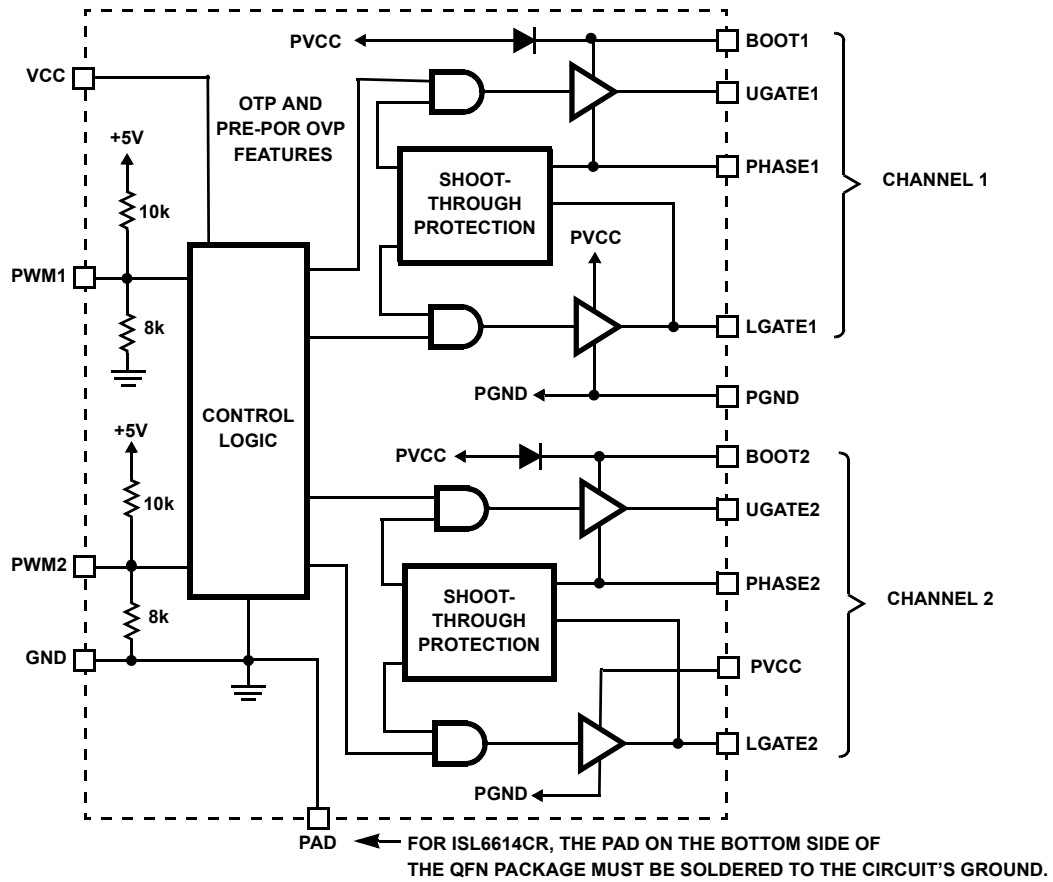 PVCC
BOOT1
VCC
OTP AND
PRE-POR OVP
FEATURES
UGATE1
+5V
10k
SHOOT-
THROUGH
PROTECTION
PHASE1
CHANNEL 1
PVCC
PWM1
8k
LGATE1
PGND
PGND
CONTROL
LOGIC
+5V
PVCC
BOOT2
10k
UGATE2
PWM2
SHOOT-
THROUGH
PROTECTION
PHASE2
CHANNEL 2
8k
GND
PVCC
LGATE2
PGND
PAD
FOR ISL6614CR, THE PAD ON THE BOTTOM SIDE OF
THE QFN PACKAGE MUST BE SOLDERED TO THE CIRCUIT'S GROUND.